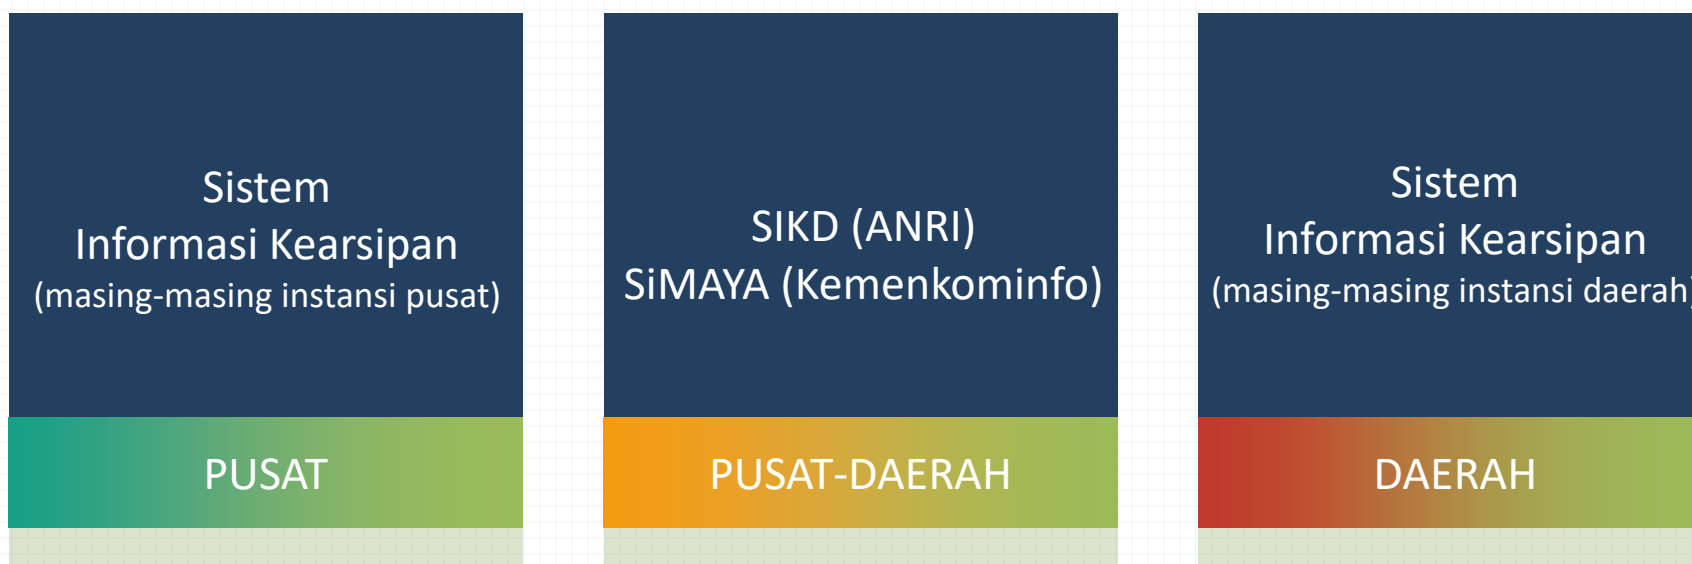 Sistem
Informasi Kearsipan
(masing-masing instansi pusat)
PUSAT
SIKD (ANRI)
SiMAYA (Kemenkominfo)
PUSAT-DAERAH
Sistem
Informasi Kearsipan
(masing-masing instansi daerah)
DAERAH